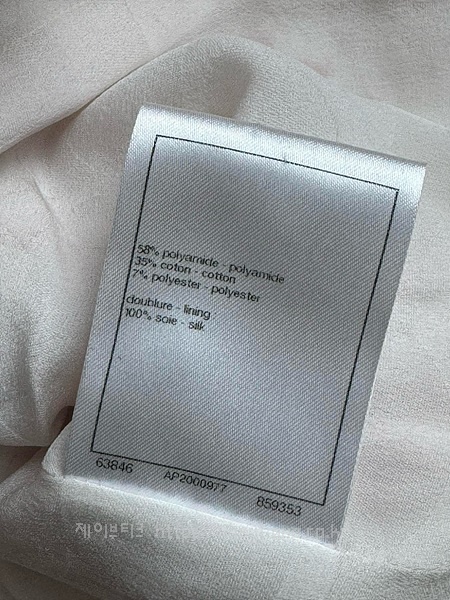 58% polyamide - polyamide
35% coton - cotton
7% polyester - polyester
doublure - lining
100% soie - silk
63846 AP2000977 859353
제이브티크